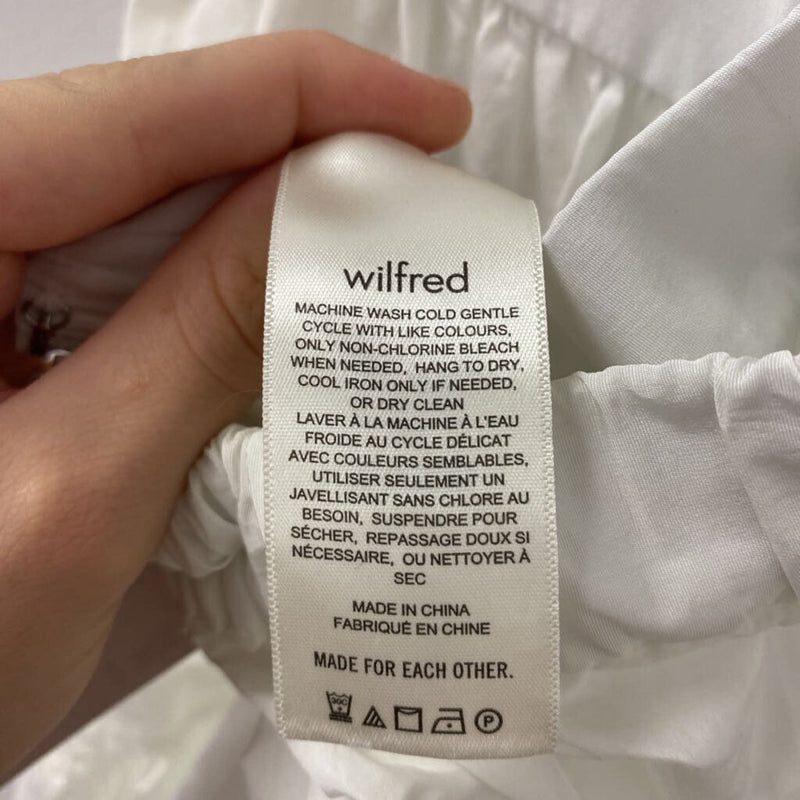 wilfred
MACHINE WASH COLD GENTLE
CYCLE WITH LIKE COLOURS,
ONLY NON-CHLORINE BLEACH
WHEN NEEDED, HANG TO DRY,
COOL IRON ONLY IF NEEDED,
OR DRY CLEAN
LAVER À LA MACHINE À L'EAU
FROIDE AU CYCLE DÉLICAT
AVEC COULEURS SEMBLABLES,
UTILISER SEULEMENT UN
JAVELLISANT SANS CHLORE AU
BESOIN, SUSPENDRE POUR
SÉCHER, REPASSAGE DOUX SI
NÉCESSAIRE, OU NETTOYER À
SEC
MADE IN CHINA
FABRIQUÉ EN CHINE
MADE FOR EACH OTHER.
30C P